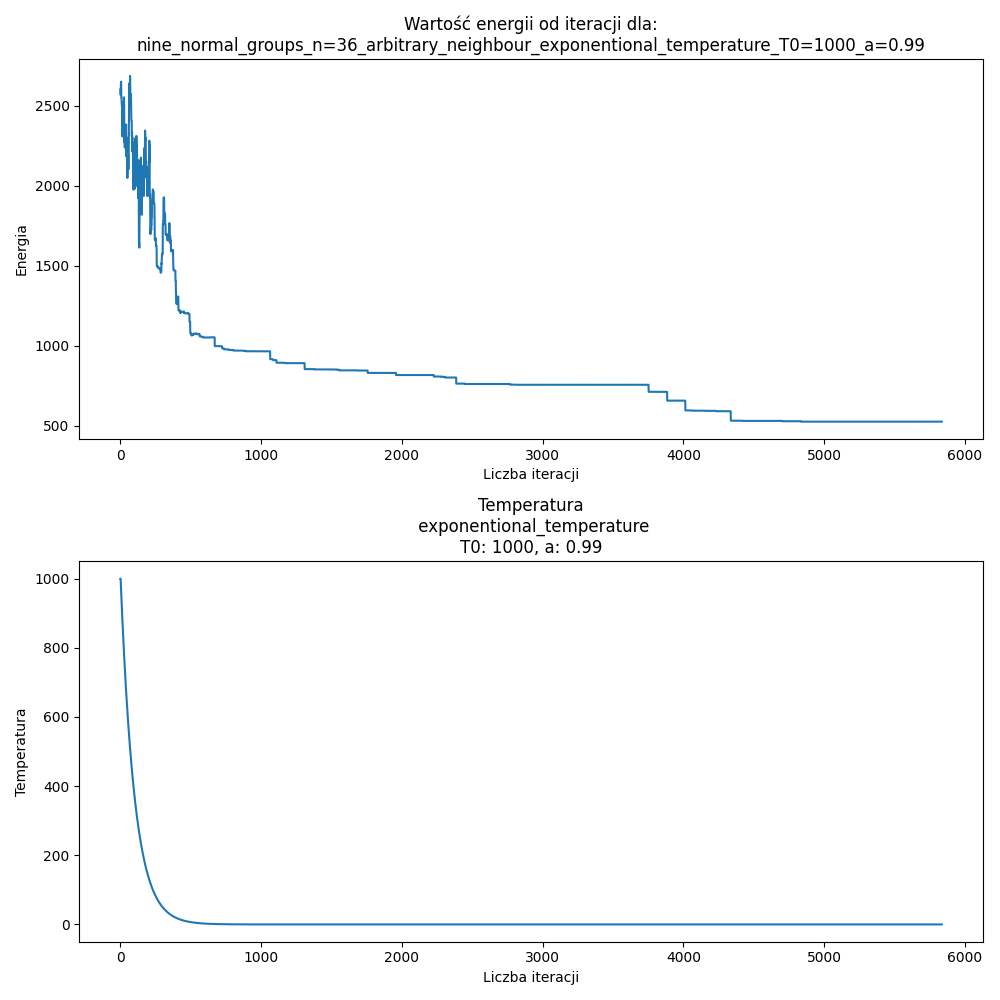 Wartość energii od iteracji dla:
nine_normal_groups_n=36_arbitrary_neighbour_exponentional_temperature_T0=1000_a=0.99
2500
2000
1500
1000
500
Energia
0 1000 2000 3000 4000 5000 6000
Liczba iteracji
Temperatura
exponentional_temperature
T0: 1000, a: 0.99
1000
800
600
400
200
0
Temperatura
0 1000 2000 3000 4000 5000 6000
Liczba iteracji